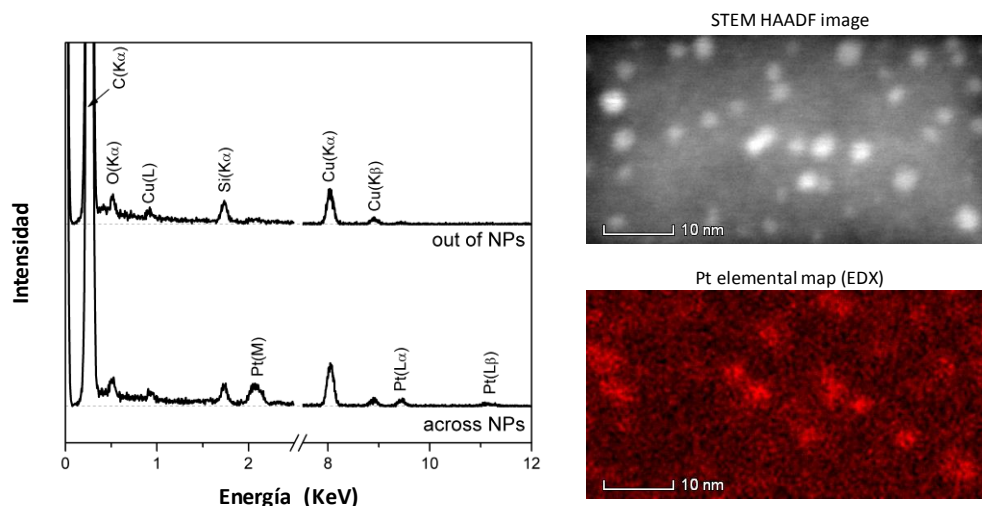 C(Kα)
O(Kα)
Cu(L)
Si(Kα)
Cu(Kα)
Cu(Kβ)
out of NPs
Intensidad
Pt(M)
Pt(Lα)
Pt(Lβ)
across NPs
0 1 2 8 10 12
Energía (KeV)
STEM HAADF image
10 nm
Pt elemental map (EDX)
10 nm